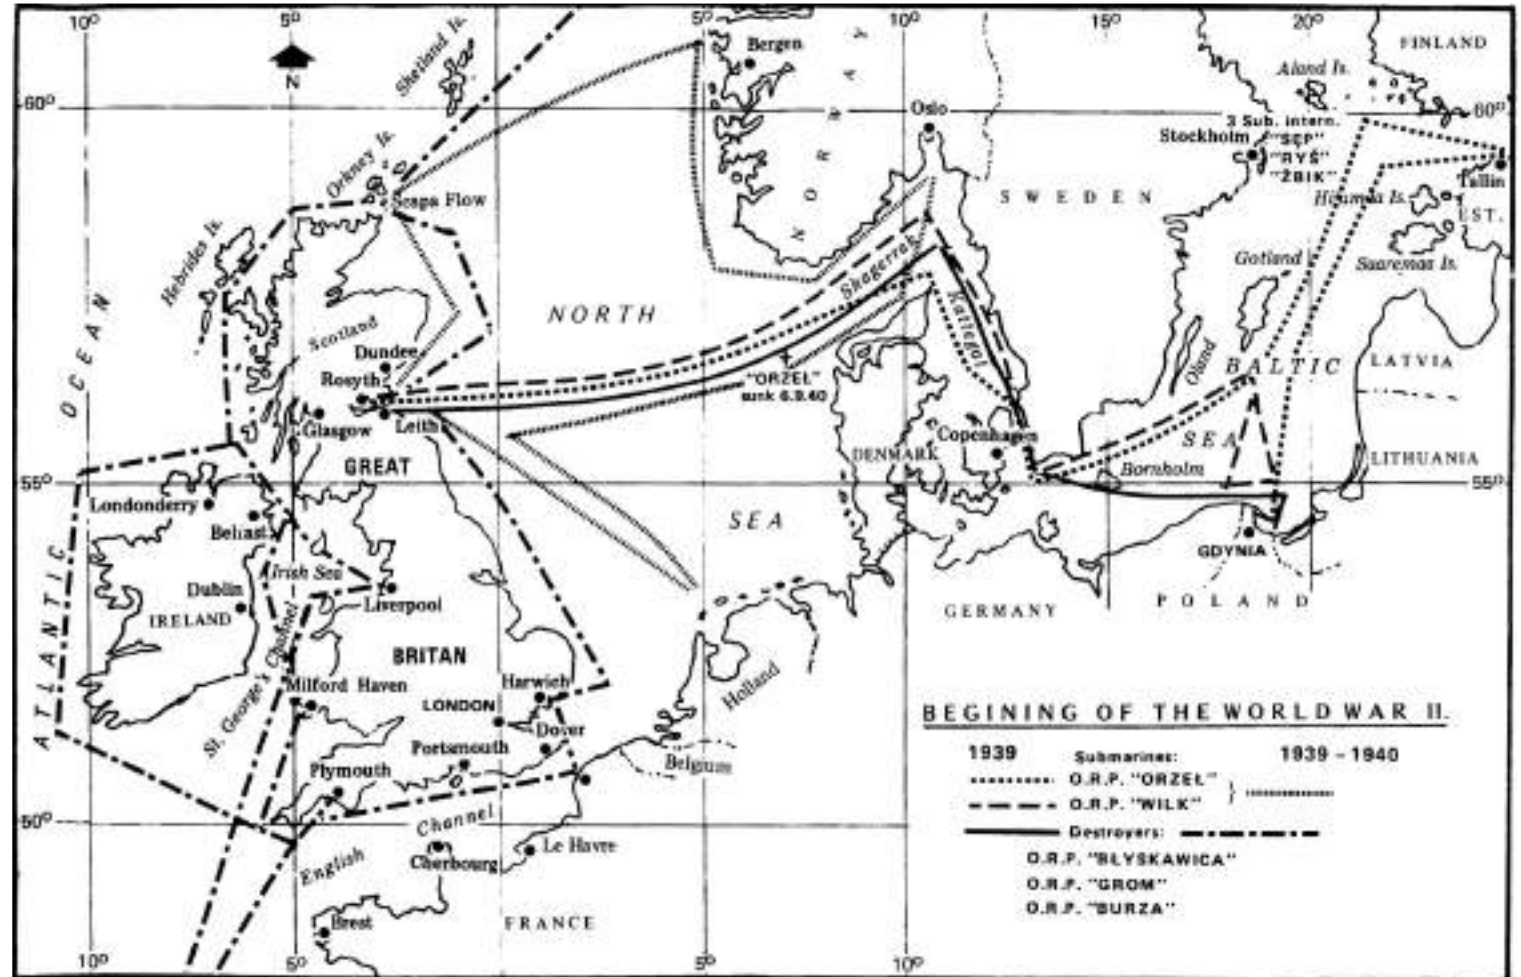 10° 5° 5° 10° 15° 20°
N
Shetland Is.
Bergen
FINLAND
Aland Is.
60° 60°
Oslo
3 Sub. intern.
Stockholm "SĘP"
"RYŚ"
"ŻBIK"
Tallin
NORWAY
Orkney Is.
Scapa Flow
SWEDEN
Hiiumaa Is.
EST.
Hebrides Is.
Gotland
Saaremaa Is.
Skagerrak
NORTH
Kattegat
Scotland
Dundee
Rosyth
"ORZEŁ"
sunk 6.9.40
Oland
BALTIC
LATVIA
Glasgow
Leith
Copenhagen
SEA
GREAT
DENMARK
Bornholm
LITHUANIA
55° 55°
Londonderry
Belfast
SEA
GDYNIA
Irish Sea
Dublin
Liverpool
IRELAND
GERMANY
POLAND
ATLANTIC OCEAN
St. George's Channel
BRITAN
Milford Haven
Harwich
LONDON
Holland
Dover
Portsmouth
Belgium
Plymouth
50°
English Channel
Cherbourg
Le Havre
Brest
FRANCE
10° 5° 5° 10°
BEGINING OF THE WORLD WAR II.
1939 Submarines: 1939 - 1940
O.R.P. "ORZEŁ"
O.R.P. "WILK"
Destroyers:
O.R.P. "BŁYSKAWICA"
O.R.P. "GROM"
O.R.P. "BURZA"